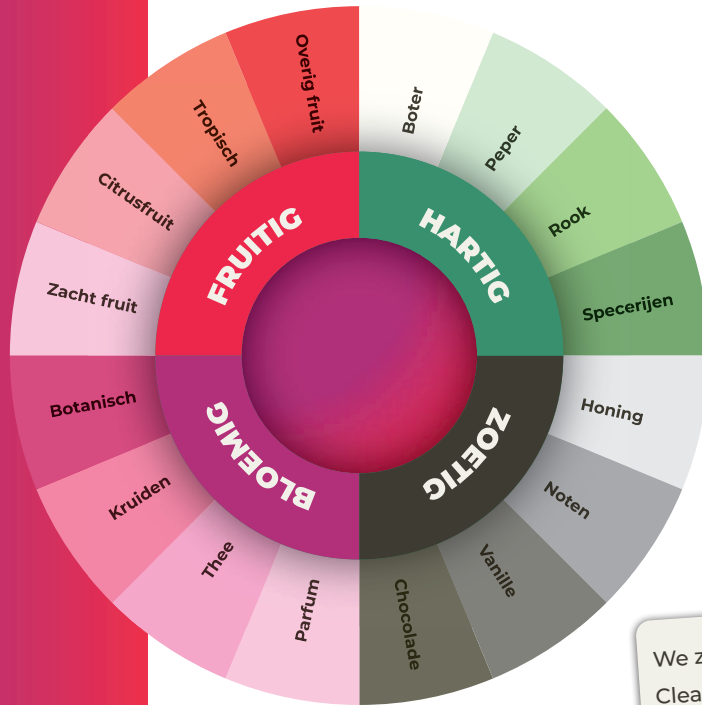 FRUITIG
Overig fruit
Tropisch
Citrusfruit
Zacht fruit
HARTIG
Boter
Peper
Rook
Specerijen
ZOETIG
Honing
Noten
Vanille
Chocolade
BLOEMIG
Botanisch
Kruiden
Thee
Parfum
We